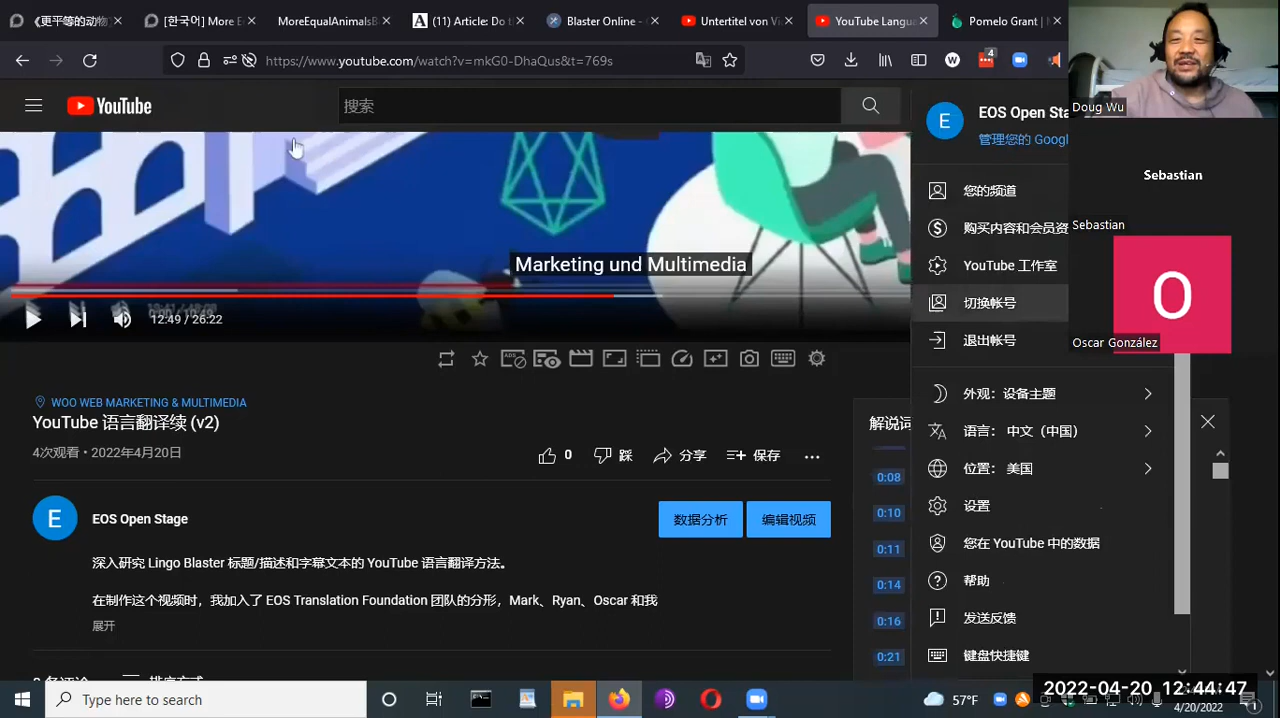 《更平等的动物
[한국어] More E
MoreEqualAnimalsB
(11) Article: Do t
Blaster Online - C
Untertitel von Vi
YouTube Langu
Pomelo Grant | M
https://www.youtube.com/watch?v=mkG0-DhaQus&t=769s
4
YouTube
搜索
EOS Open Sta
管理您的 Googl
Doug Wu
Sebastian
Sebastian
O
Oscar González
您的频道
购买内容和会员资
YouTube 工作室
切换帐号
退出帐号
外观：设备主题
语言： 中文（中国）
位置： 美国
设置
您在 YouTube 中的数据
帮助
发送反馈
键盘快捷键
Marketing und Multimedia
12:49 / 26:22
WOO WEB MARKETING & MULTIMEDIA
YouTube 语言翻译续 (v2)
4次观看 • 2022年4月20日
0
踩
分享
保存
解说词
0:08
0:10
0:11
0:14
0:16
0:21
E
EOS Open Stage
数据分析
编辑视频
深入研究 Lingo Blaster 标题/描述和字幕文本的 YouTube 语言翻译方法。
在制作这个视频时，我加入了 EOS Translation Foundation 团队的分形，Mark、Ryan、Oscar 和我
展开
Type here to search
57°F
2022-04-20 12:44:47
4/20/2022